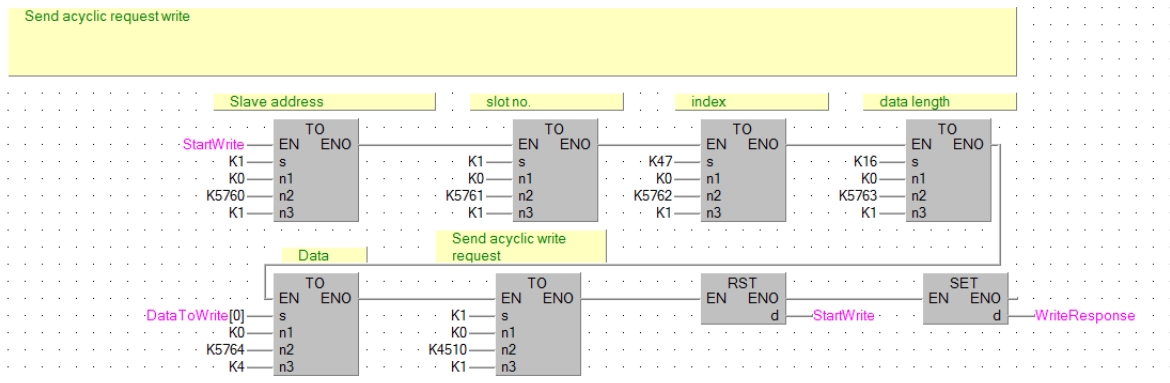 Send acyclic request write
Slave address slot no. index data length
TO TO TO TO
StartWrite EN ENO EN ENO EN ENO EN ENO
K1 s K1 s K47 s K16 s
K0 n1 K0 n1 K0 n1 K0 n1
K5760 n2 K5761 n2 K5762 n2 K5763 n2
K1 n3 K1 n3 K1 n3 K1 n3
Send acyclic write
Data request
TO TO RST SET
EN ENO EN ENO EN ENO EN ENO
DataToWrite[0] s K1 s d StartWrite d WriteResponse
K0 n1 K0 n1
K5764 n2 K4510 n2
K4 n3 K1 n3